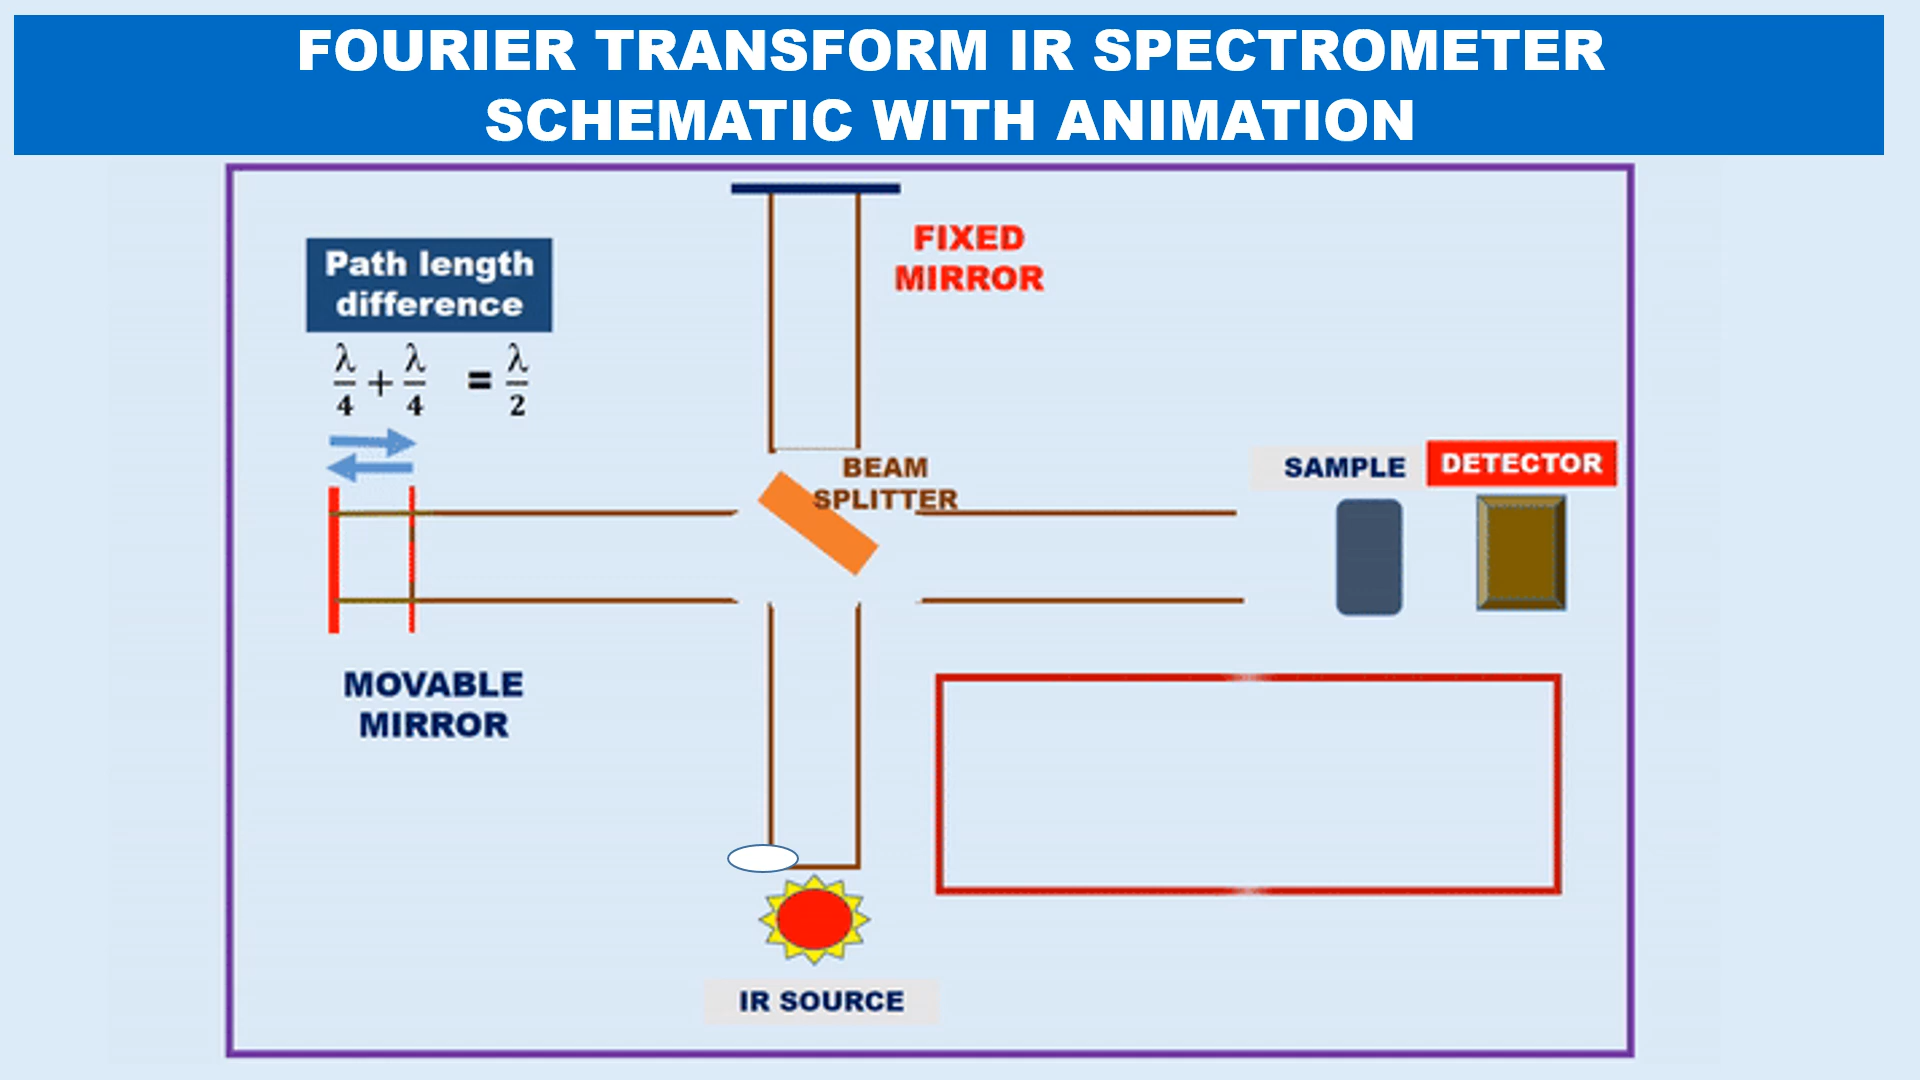 FOURIER TRANSFORM IR SPECTROMETER
SCHEMATIC WITH ANIMATION
Path length
difference
λ/4 + λ/4 = λ/2
FIXED
MIRROR
BEAM
SPLITTER
SAMPLE
DETECTOR
MOVABLE
MIRROR
IR SOURCE